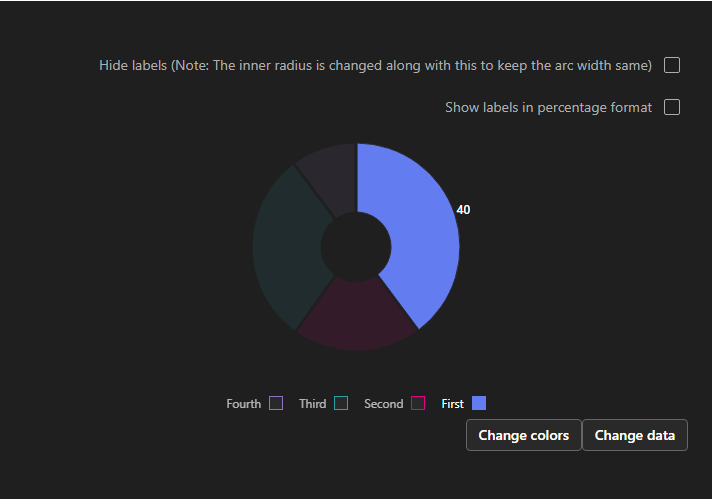 Hide labels (Note: The inner radius is changed along with this to keep the arc width same)
Show labels in percentage format
40
Fourth Third Second First
Change colors Change data